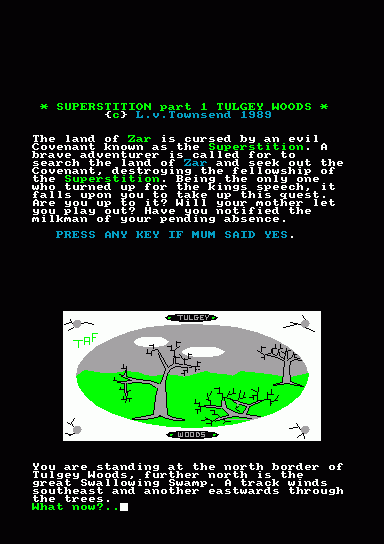 * SUPERSTITION part 1 TULGEY WOODS *
{c} L.v.Townsend 1989
The land of Zar is cursed by an evil
Covenant known as the Superstition. A
brave adventurer is called for to
search the land of Zar and seek out the
Covenant, destroying the fellowship of
the Superstition. Being the only one
who turned up for the kings speech, it
falls upon you to take up this quest.
Are you up to it? Will your mother let
you play out? Have you notified the
milkman of your pending absence.
PRESS ANY KEY IF MUM SAID YES.
TULGEY
TAF
WOODS
You are standing at the north border of
Tulgey Woods, further north is the
great Swallowing Swamp. A track winds
southeast and another eastwards through
the trees.
What now?..